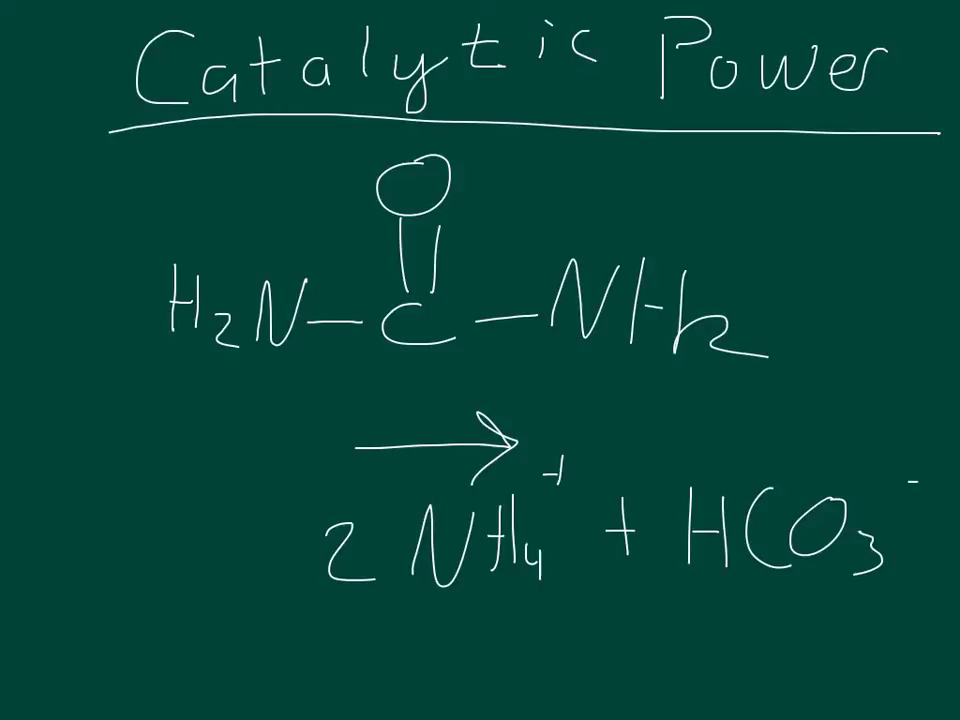 Catalytic Power
O
H2N-C-NH2
→
2 NH4+ + HCO3-